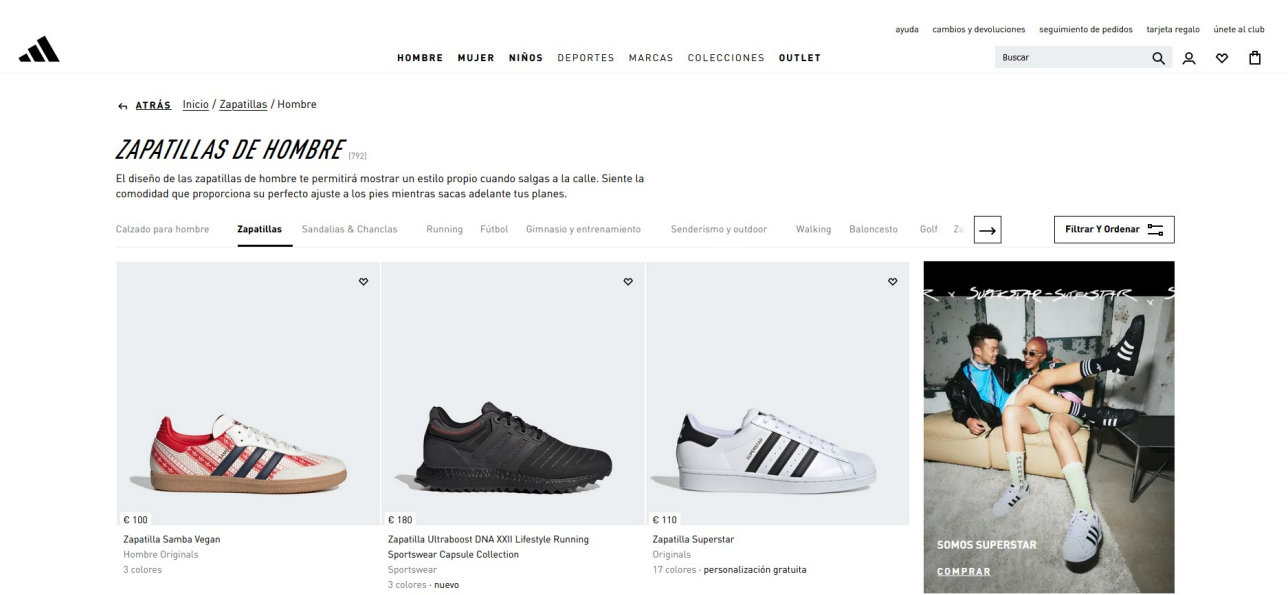 ayuda cambios y devoluciones seguimiento de pedidos tarjeta regalo únete al club
HOMBRE MUJER NIÑOS DEPORTES MARCAS COLECCIONES OUTLET
Buscar
ATRÁS Inicio / Zapatillas / Hombre
ZAPATILLAS DE HOMBRE [792]
El diseño de las zapatillas de hombre te permitirá mostrar un estilo propio cuando salgas a la calle. Siente la
comodidad que proporciona su perfecto ajuste a los pies mientras sacas adelante tus planes.
Calzado para hombre Zapatillas Sandalias & Chanclas Running Fútbol Gimnasio y entrenamiento Senderismo y outdoor Walking Baloncesto Golf Za
Filtrar Y Ordenar
€ 100
Zapatilla Samba Vegan
Hombre Originals
3 colores
€ 180
Zapatilla Ultraboost DNA XXII Lifestyle Running
Sportswear Capsule Collection
Sportswear
3 colores · nuevo
SUPERSTAR
€ 110
Zapatilla Superstar
Originals
17 colores · personalización gratuita
R × SUPERSTAR-SUPERSTAR × S
SOMOS SUPERSTAR
COMPRAR